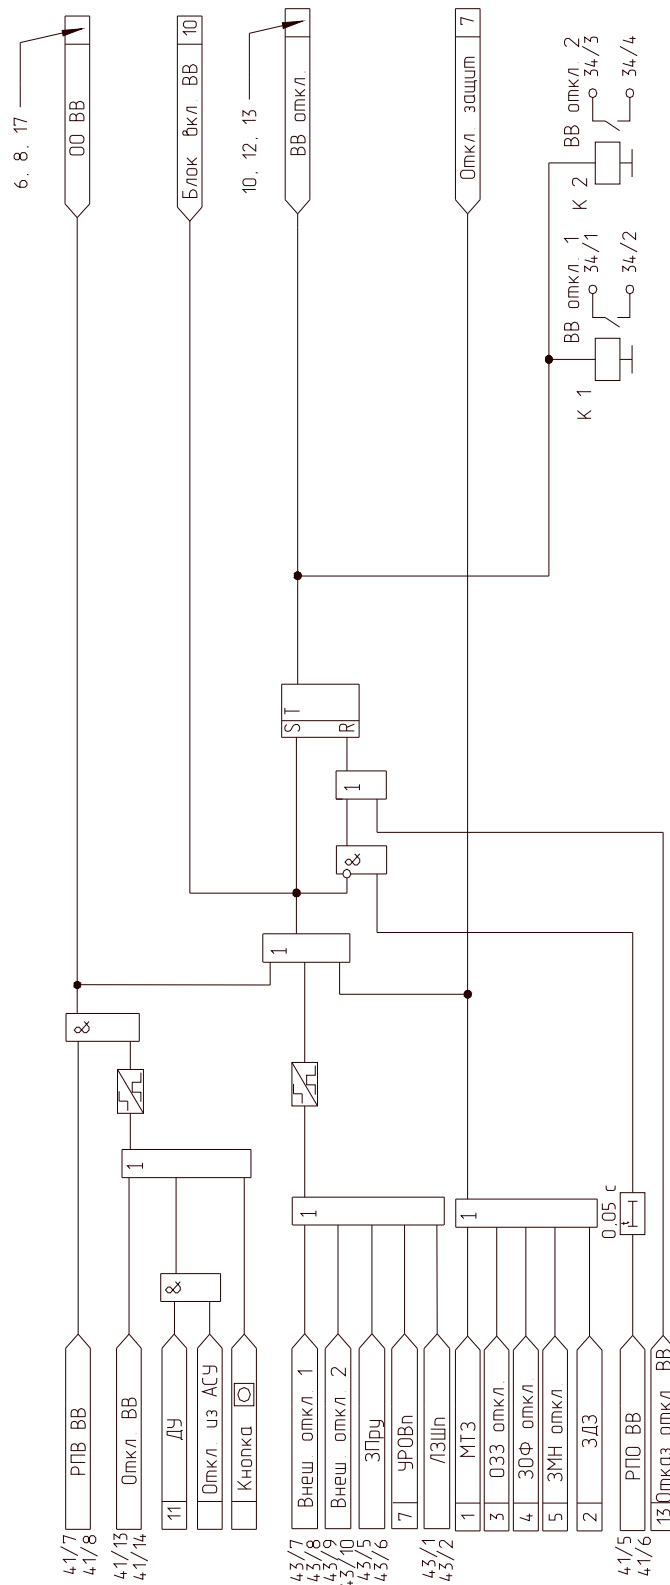 6, 8, 17
ОО ВВ
10
Блок вкл ВВ
10, 12, 13
ВВ откл.
7
Откл. защит
ВВ откл. 2
34/3
34/4
К 2
ВВ откл. 1
34/1
34/2
К 1
T
S
R
1
&
1
&
1
&
1
1
0,05 с
t
41/7
41/8
РПВ ВВ
41/13
41/14
Откл. ВВ
11
ДУ
Откл. из АСУ
Кнопка
43/7
43/8
Внеш. откл. 1
43/9
43/10
Внеш. откл. 2
43/5
43/6
ЗПру
7
УРОВп
43/1
43/2
ЛЗШп
1
МТЗ
3
ОЗЗ откл.
4
ЗОФ откл.
5
ЗМН откл.
2
ЗДЗ
41/5
41/6
РПО ВВ
13
Отказ откл. ВВ